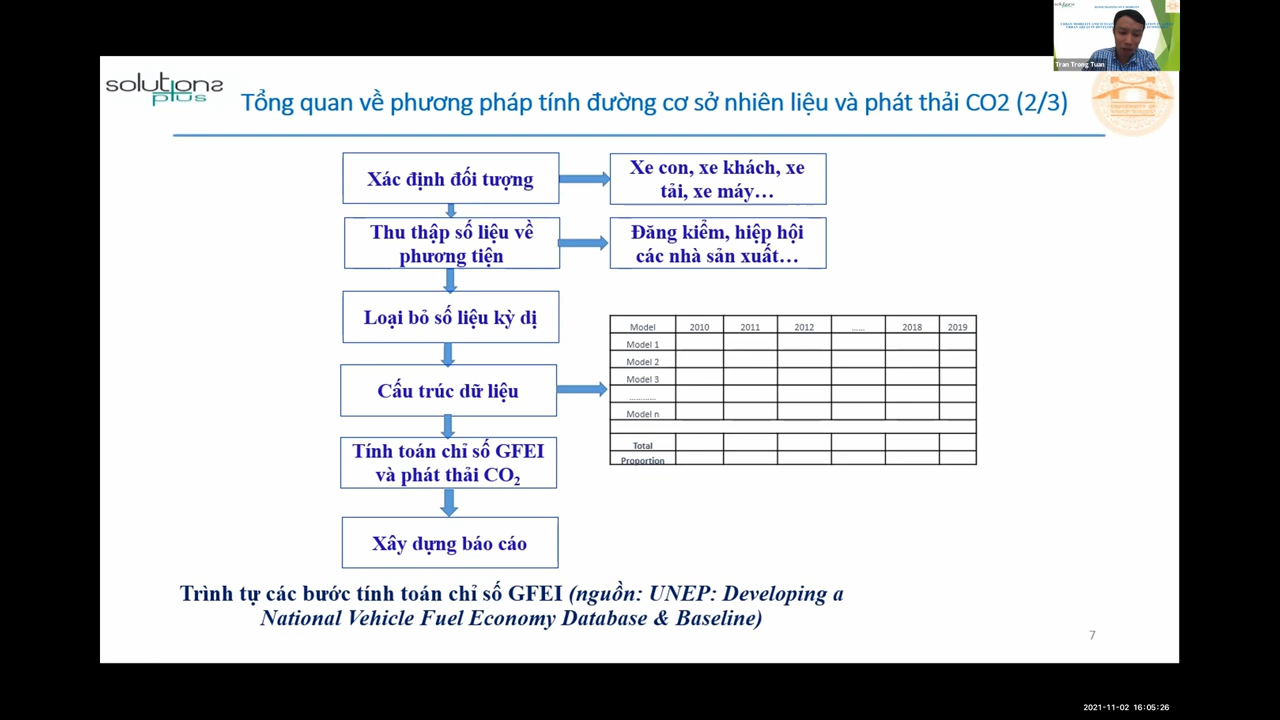 solutions
plus
Tổng quan về phương pháp tính đường cơ sở nhiên liệu và phát thải CO2 (2/3)
Tran Trong Tuan
Xác định đối tượng
Xe con, xe khách, xe
tải, xe máy…
Thu thập số liệu về
phương tiện
Đăng kiểm, hiệp hội
các nhà sản xuất…
Loại bỏ số liệu kỳ dị
Cấu trúc dữ liệu
Model 2010 2011 2012 ...... 2018 2019
Model 1
Model 2
Model 3
............
Model n
Total
Proportion
Tính toán chỉ số GFEI
và phát thải CO₂
Xây dựng báo cáo
Trình tự các bước tính toán chỉ số GFEI (nguồn: UNEP: Developing a
National Vehicle Fuel Economy Database & Baseline)
7
2021-11-02 16:05:26